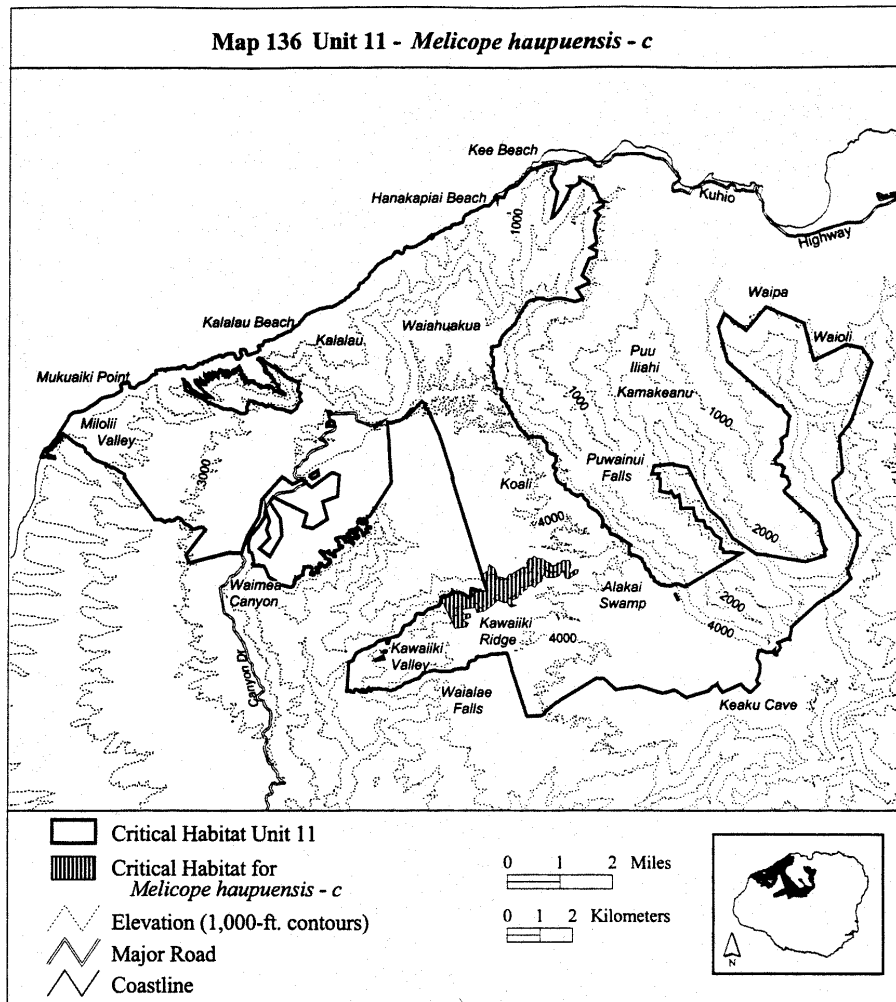 Map 136 Unit 11 - Melicope haupuensis - c
Kee Beach
Hanakapiai Beach
Kuhio
Highway
1000
Waipa
Kalalau Beach
Kalalau
Waiahuakua
Waioli
Puu
Iliahi
Mukuaiki Point
Kamakeanu
1000
1000
Milolii
Valley
3000
Puwainui
Falls
Koali
4000
2000
Waimea
Canyon
Alakai
Swamp
2000
4000
Kawaiiki
Ridge
4000
Kawaiiki
Valley
Canyon Dr.
Waialae
Falls
Keaku Cave
Critical Habitat Unit 11
Critical Habitat for
Melicope haupuensis - c
Elevation (1,000-ft. contours)
Major Road
Coastline
0 1 2 Miles
0 1 2 Kilometers
N